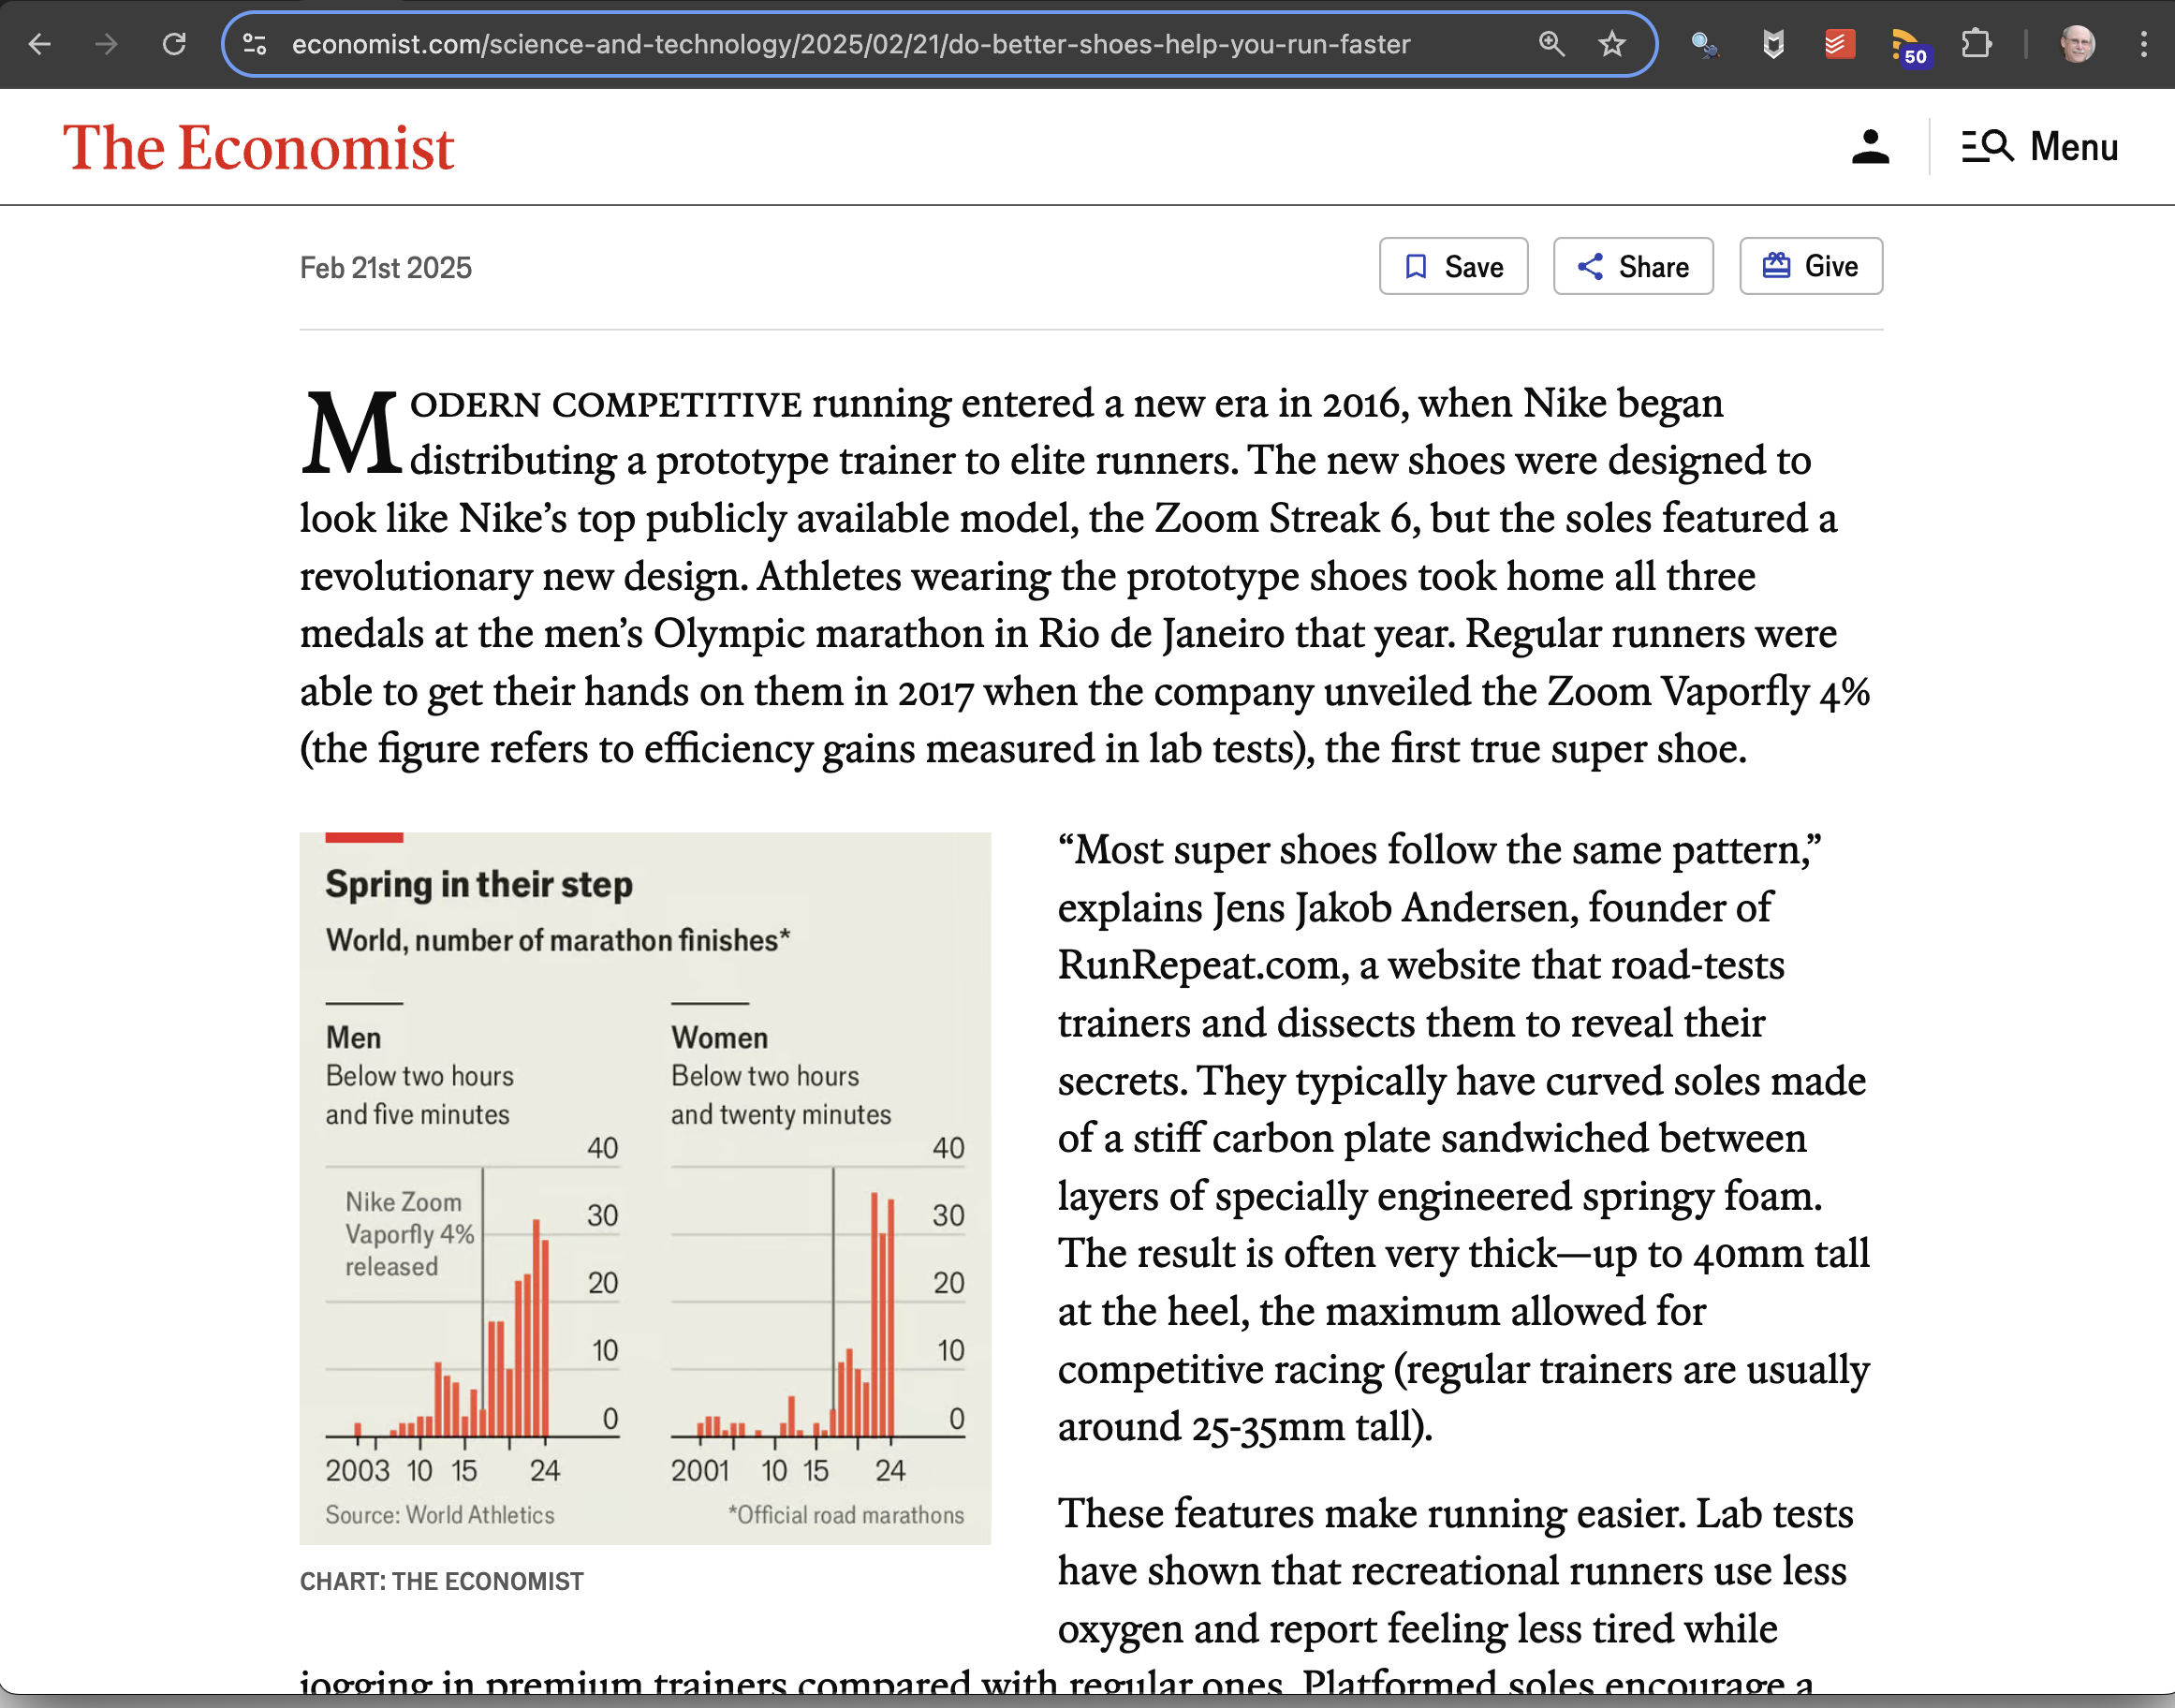 economist.com/science-and-technology/2025/02/21/do-better-shoes-help-you-run-faster
50
The Economist
Menu
Feb 21st 2025
Save
Share
Give
MODERN COMPETITIVE running entered a new era in 2016, when Nike began
distributing a prototype trainer to elite runners. The new shoes were designed to
look like Nike’s top publicly available model, the Zoom Streak 6, but the soles featured a
revolutionary new design. Athletes wearing the prototype shoes took home all three
medals at the men’s Olympic marathon in Rio de Janeiro that year. Regular runners were
able to get their hands on them in 2017 when the company unveiled the Zoom Vaporfly 4%
(the figure refers to efficiency gains measured in lab tests), the first true super shoe.
Spring in their step
World, number of marathon finishes*
Men
Below two hours
and five minutes
40
Nike Zoom
Vaporfly 4%
released
30
20
10
0
2003 10 15 24
Women
Below two hours
and twenty minutes
40
30
20
10
0
2001 10 15 24
Source: World Athletics
*Official road marathons
CHART: THE ECONOMIST
“Most super shoes follow the same pattern,”
explains Jens Jakob Andersen, founder of
RunRepeat.com, a website that road-tests
trainers and dissects them to reveal their
secrets. They typically have curved soles made
of a stiff carbon plate sandwiched between
layers of specially engineered springy foam.
The result is often very thick—up to 40mm tall
at the heel, the maximum allowed for
competitive racing (regular trainers are usually
around 25-35mm tall).
These features make running easier. Lab tests
have shown that recreational runners use less
oxygen and report feeling less tired while
jogging in premium trainers compared with regular ones. Platformed soles encourage a